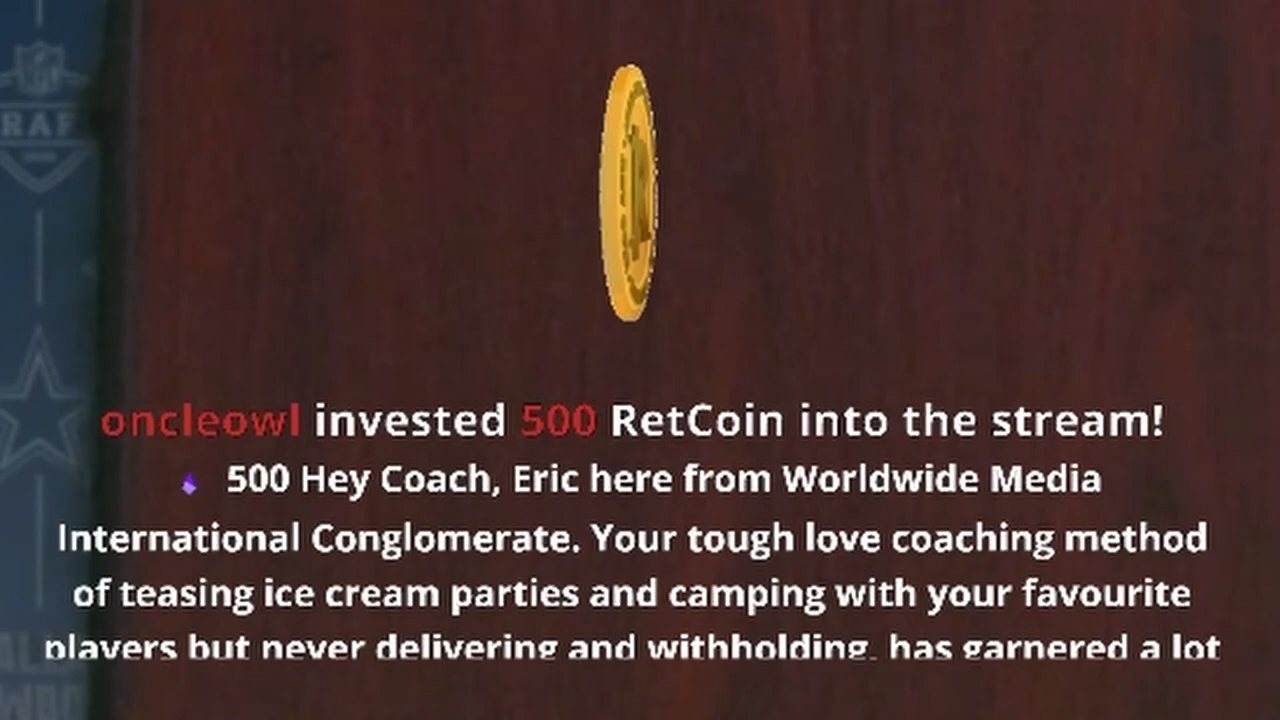 RAF
oncleowl invested 500 RetCoin into the stream!
500 Hey Coach, Eric here from Worldwide Media
International Conglomerate. Your tough love coaching method
of teasing ice cream parties and camping with your favourite
players but never delivering and withholding, has garnered a lot